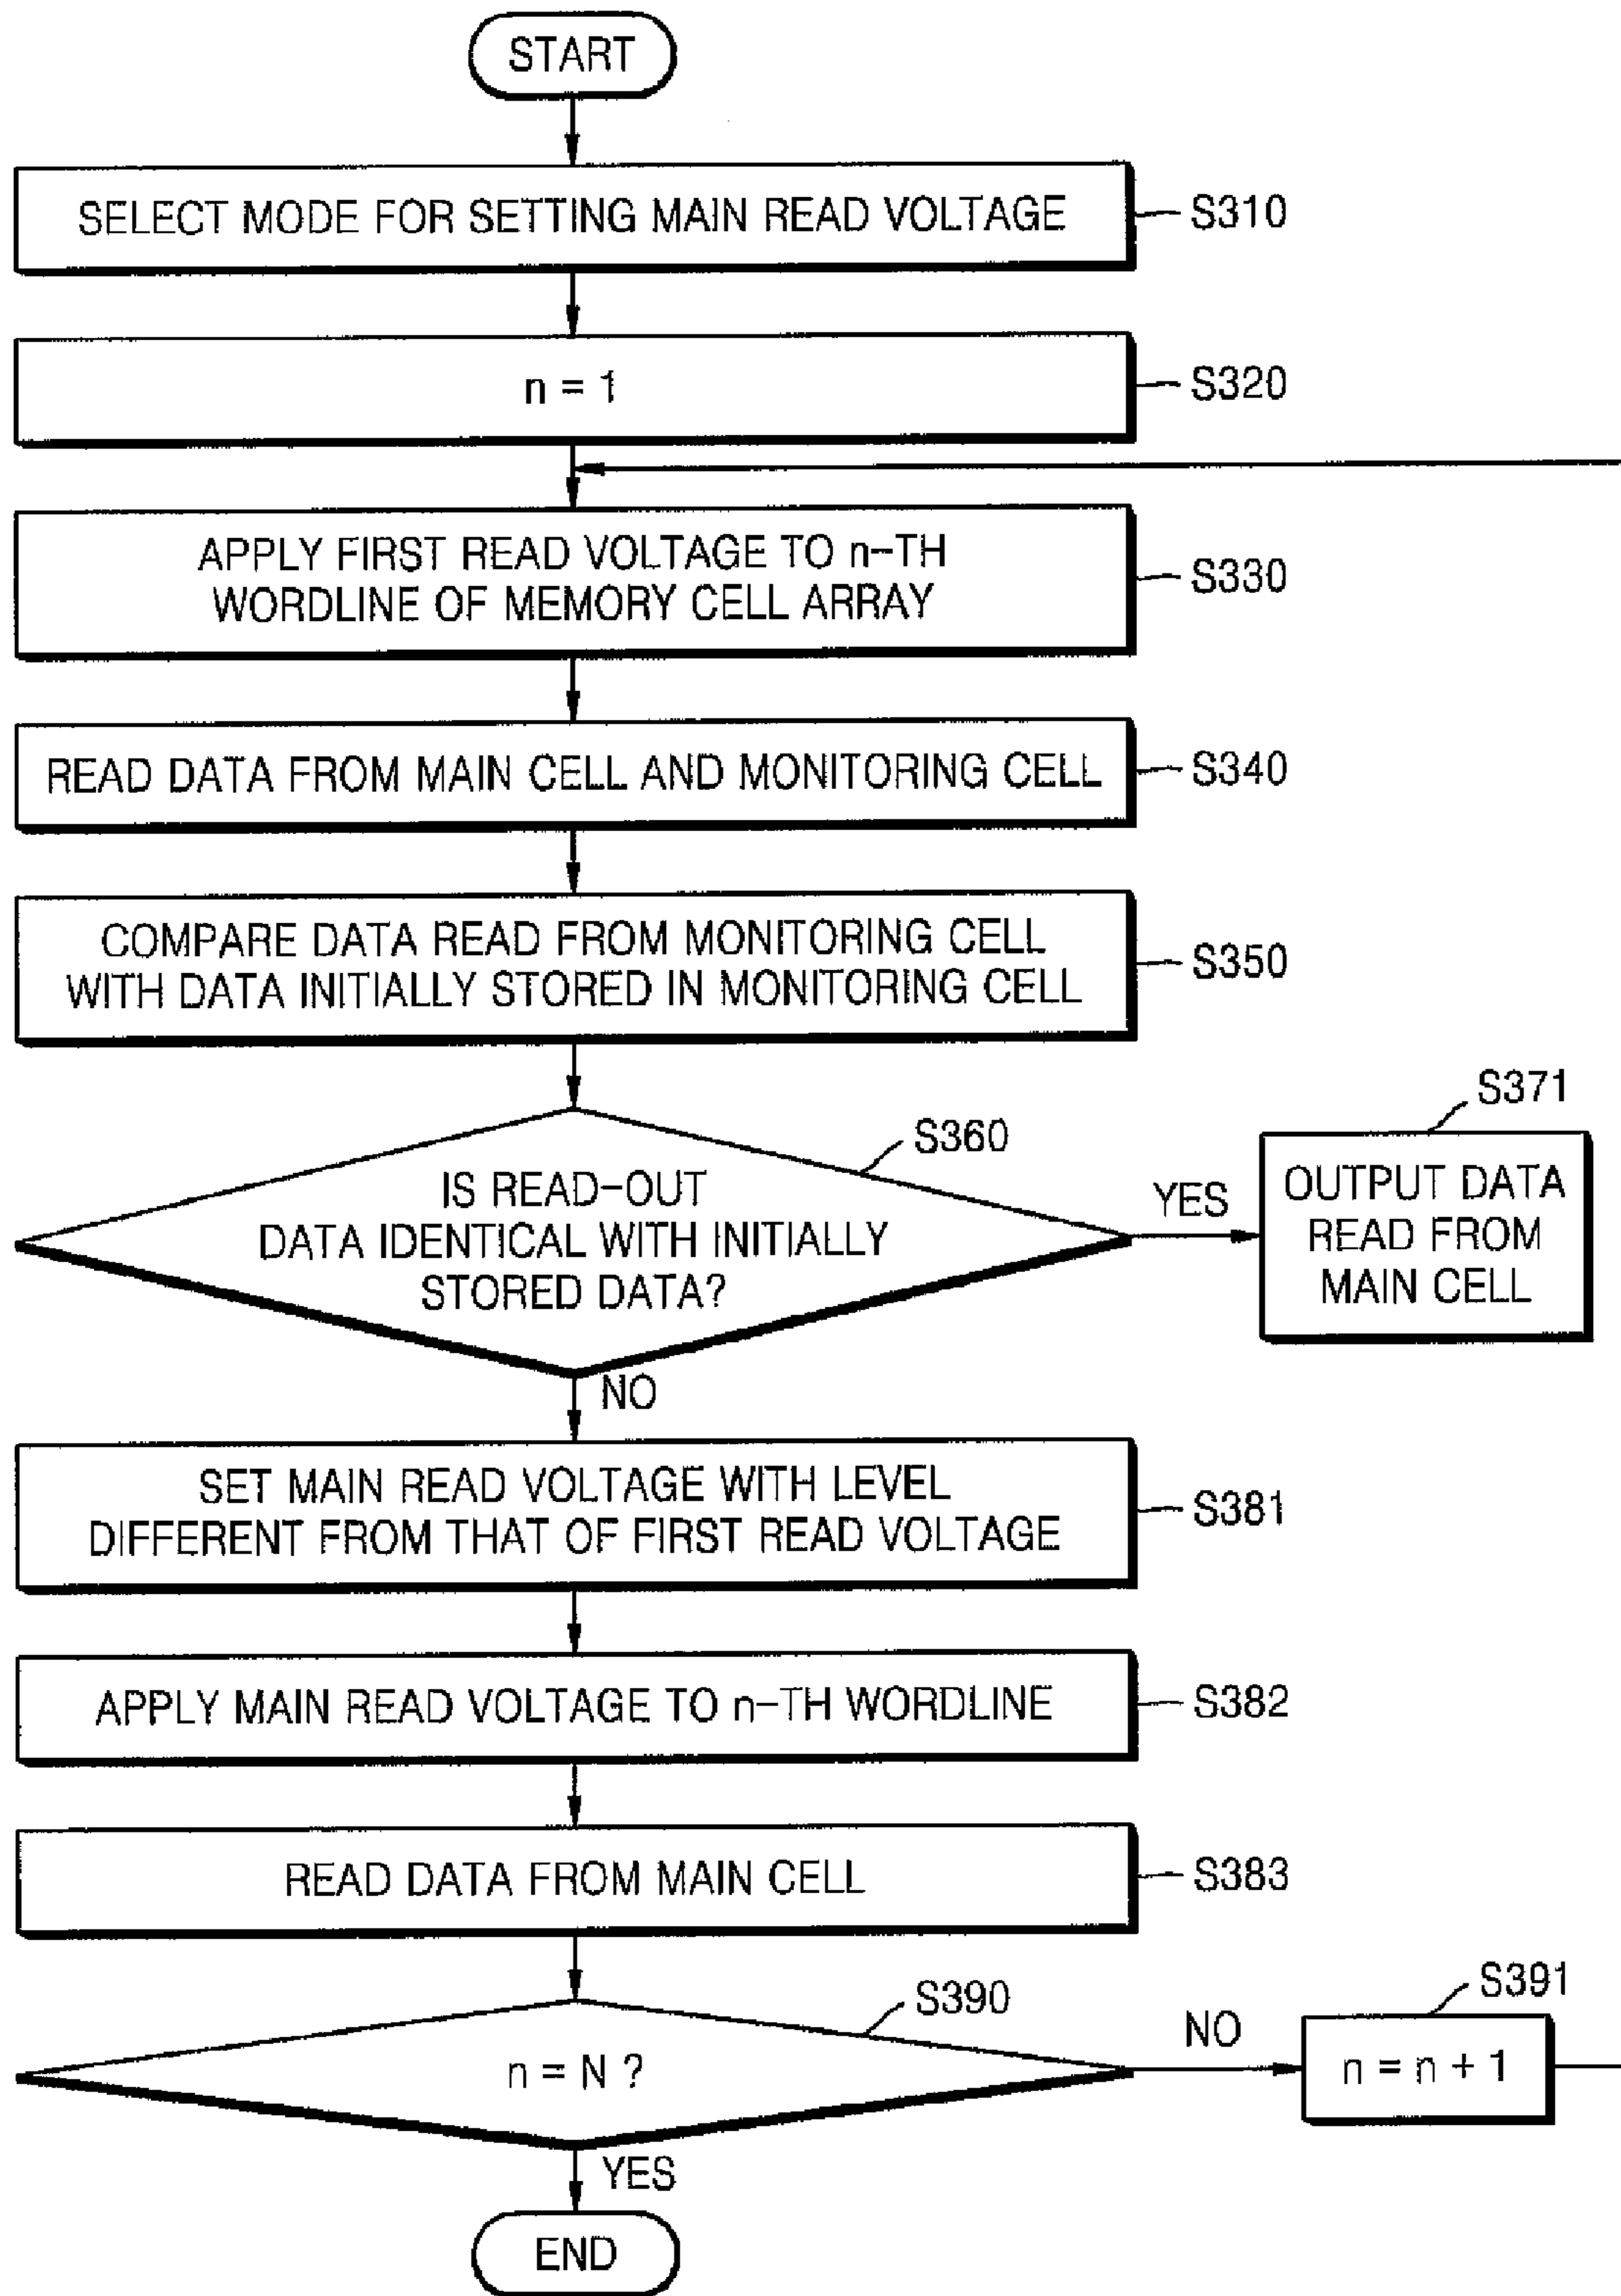 START
SELECT MODE FOR SETTING MAIN READ VOLTAGE
S310
n = 1
S320
APPLY FIRST READ VOLTAGE TO n-TH
WORDLINE OF MEMORY CELL ARRAY
S330
READ DATA FROM MAIN CELL AND MONITORING CELL
S340
COMPARE DATA READ FROM MONITORING CELL
WITH DATA INITIALLY STORED IN MONITORING CELL
S350
S360
IS READ-OUT
DATA IDENTICAL WITH INITIALLY
STORED DATA?
YES
S371
OUTPUT DATA
READ FROM
MAIN CELL
NO
SET MAIN READ VOLTAGE WITH LEVEL
DIFFERENT FROM THAT OF FIRST READ VOLTAGE
S381
APPLY MAIN READ VOLTAGE TO n-TH WORDLINE
S382
READ DATA FROM MAIN CELL
S383
S390
n = N ?
NO
S391
n = n + 1
YES
END